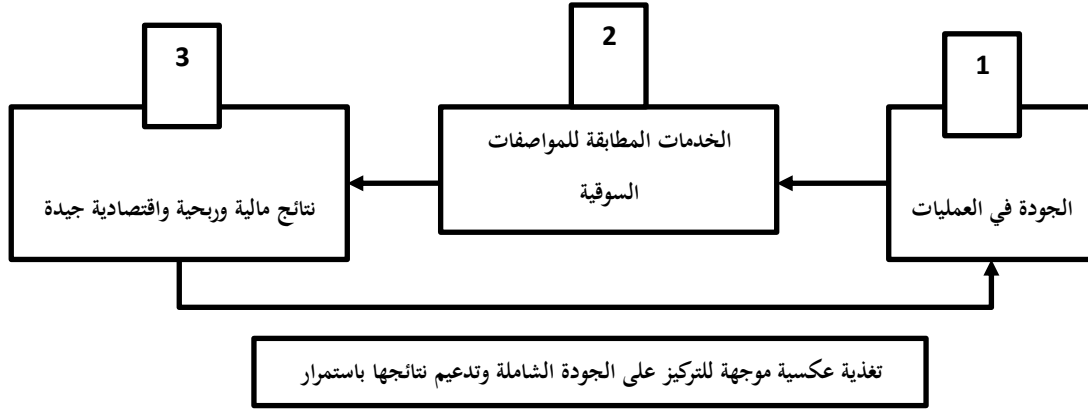 1
الجودة في العمليات
2
الخدمات المطابقة للمواصفات
السوقية
3
نتائج مالية وربحية واقتصادية جيدة
تغذية عكسية موجهة للتركيز على الجودة الشاملة وتدعيم نتائجها باستمرار